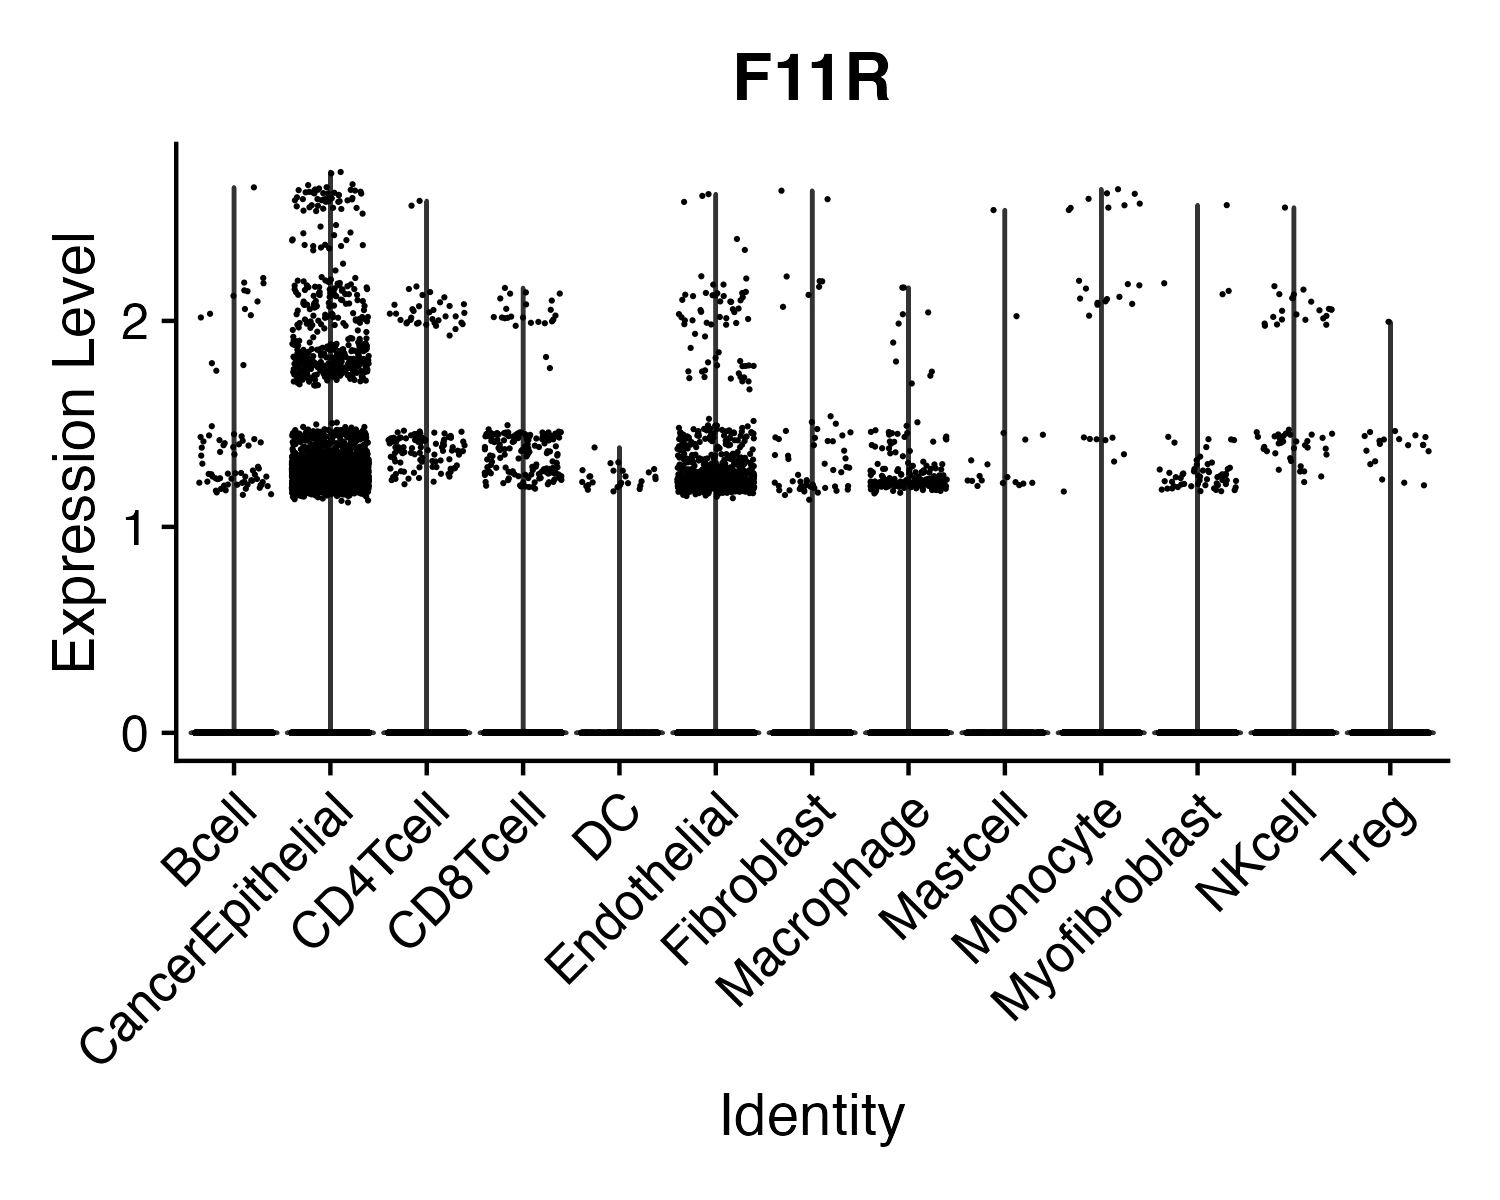 F11R
Expression Level
2
1
0
Bcell
CancerEpithelial
CD4Tcell
CD8Tcell
DC
Endothelial
Fibroblast
Macrophage
Mastcell
Monocyte
Myofibroblast
NKcell
Treg
Identity